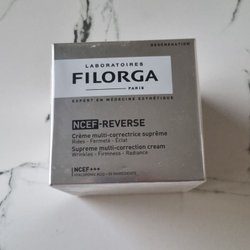 REGENERATION
LABORATOIRES
FILORGA
PARIS
EXPERT EN MÉDECINE ESTHÉTIQUE
NCEF-REVERSE
Crème multi-correctrice suprême
Rides - Fermeté - Éclat
Supreme multi-correction cream
Wrinkles - Firmness - Radiance
NCEF+++